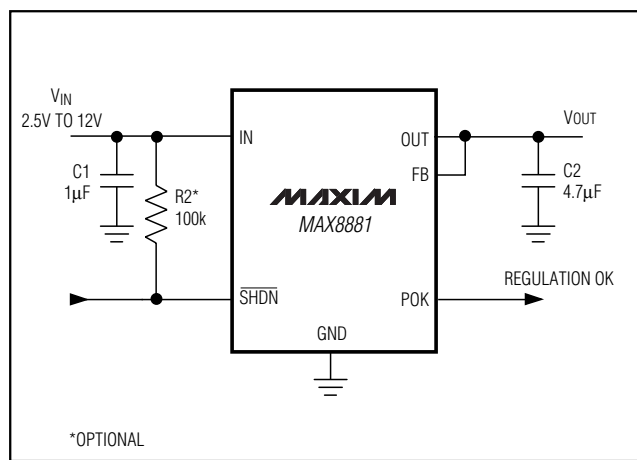 VIN
2.5V TO 12V
C1
1µF
R2*
100k
IN
SHDN
GND
MAXIM
MAX8881
OUT
FB
POK
VOUT
C2
4.7µF
REGULATION OK
*OPTIONAL